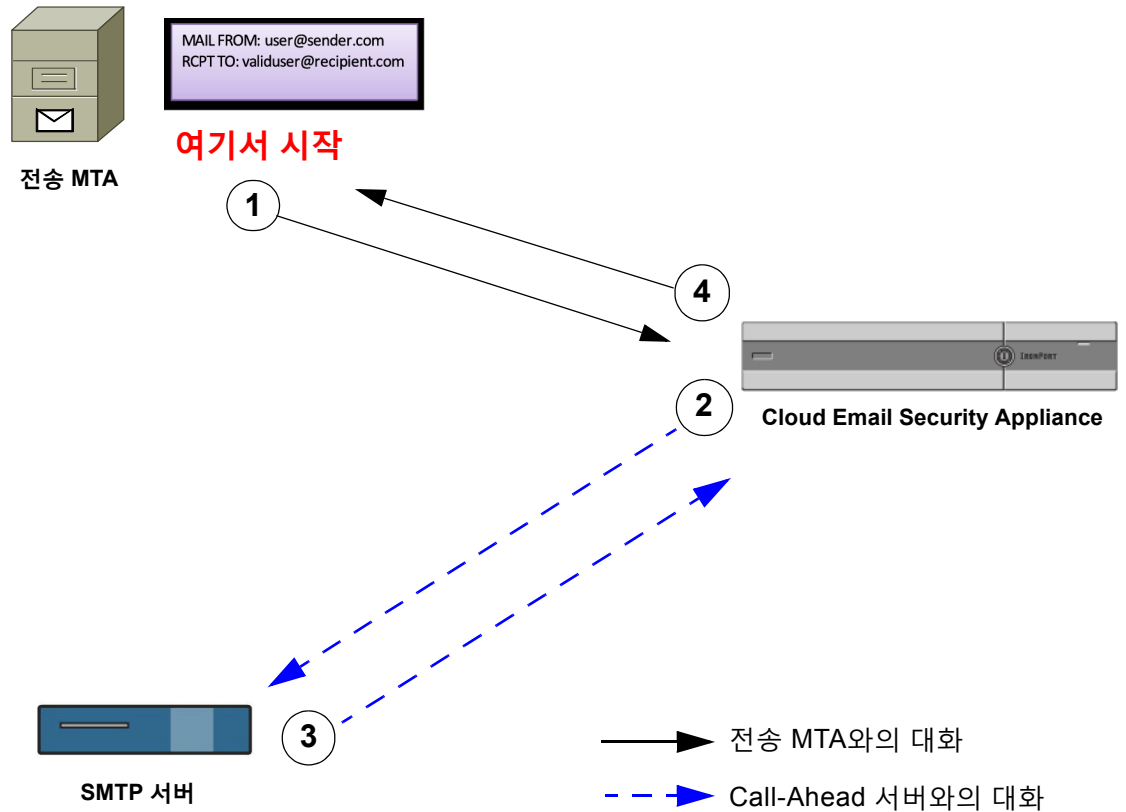 MAIL FROM: user@sender.com
RCPT TO: validuser@recipient.com
여기서 시작
전송 MTA
1
4
IRONPORT
2
Cloud Email Security Appliance
3
SMTP 서버
전송 MTA와의 대화
Call-Ahead 서버와의 대화